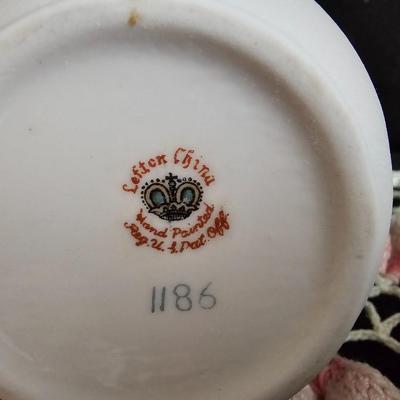 Lefton China
Hand Painted
Reg. U. S. Pat. Off.
1186